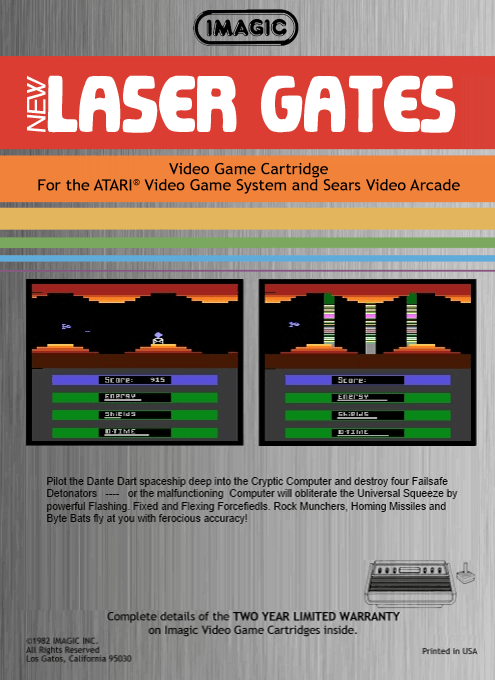 IMAGIC
NEW LASER GATES
Video Game Cartridge
For the ATARI® Video Game System and Sears Video Arcade
Score: 915
Energy
Shields
D-TIME
Score:
Energy
Shields
D-TIME
Pilot the Dante Dart spaceship deep into the Cryptic Computer and destroy four Failsafe
Detonators ---- or the malfunctioning Computer will obliterate the Universal Squeeze by
powerful Flashing. Fixed and Flexing Forcefiedls. Rock Munchers, Homing Missiles and
Byte Bats fly at you with ferocious accuracy!
Complete details of the TWO YEAR LIMITED WARRANTY
on Imagic Video Game Cartridges inside.
©1982 IMAGIC INC.
All Rights Reserved
Los Gatos, California 95030
Printed in USA